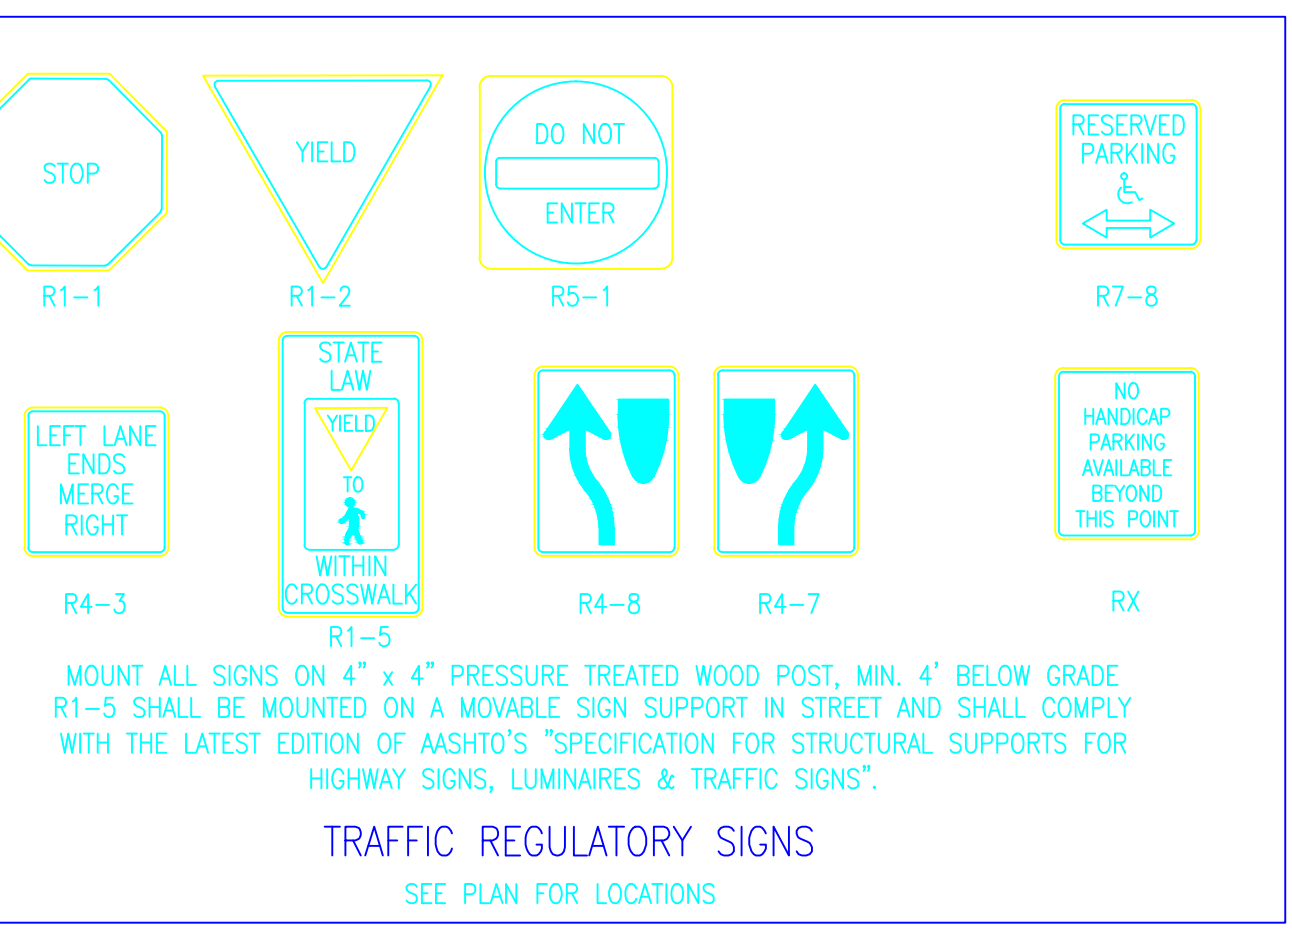 STOP
R1-1
YIELD
R1-2
DO NOT
ENTER
R5-1
RESERVED
PARKING
R7-8
LEFT LANE
ENDS
MERGE
RIGHT
R4-3
STATE
LAW
YIELD
TO
WITHIN
CROSSWALK
R1-5
R4-8
R4-7
NO
HANDICAP
PARKING
AVAILABLE
BEYOND
THIS POINT
RX
MOUNT ALL SIGNS ON 4" x 4" PRESSURE TREATED WOOD POST, MIN. 4' BELOW GRADE
R1-5 SHALL BE MOUNTED ON A MOVABLE SIGN SUPPORT IN STREET AND SHALL COMPLY
WITH THE LATEST EDITION OF AASHTO'S "SPECIFICATION FOR STRUCTURAL SUPPORTS FOR
HIGHWAY SIGNS, LUMINAIRES & TRAFFIC SIGNS".
TRAFFIC REGULATORY SIGNS
SEE PLAN FOR LOCATIONS